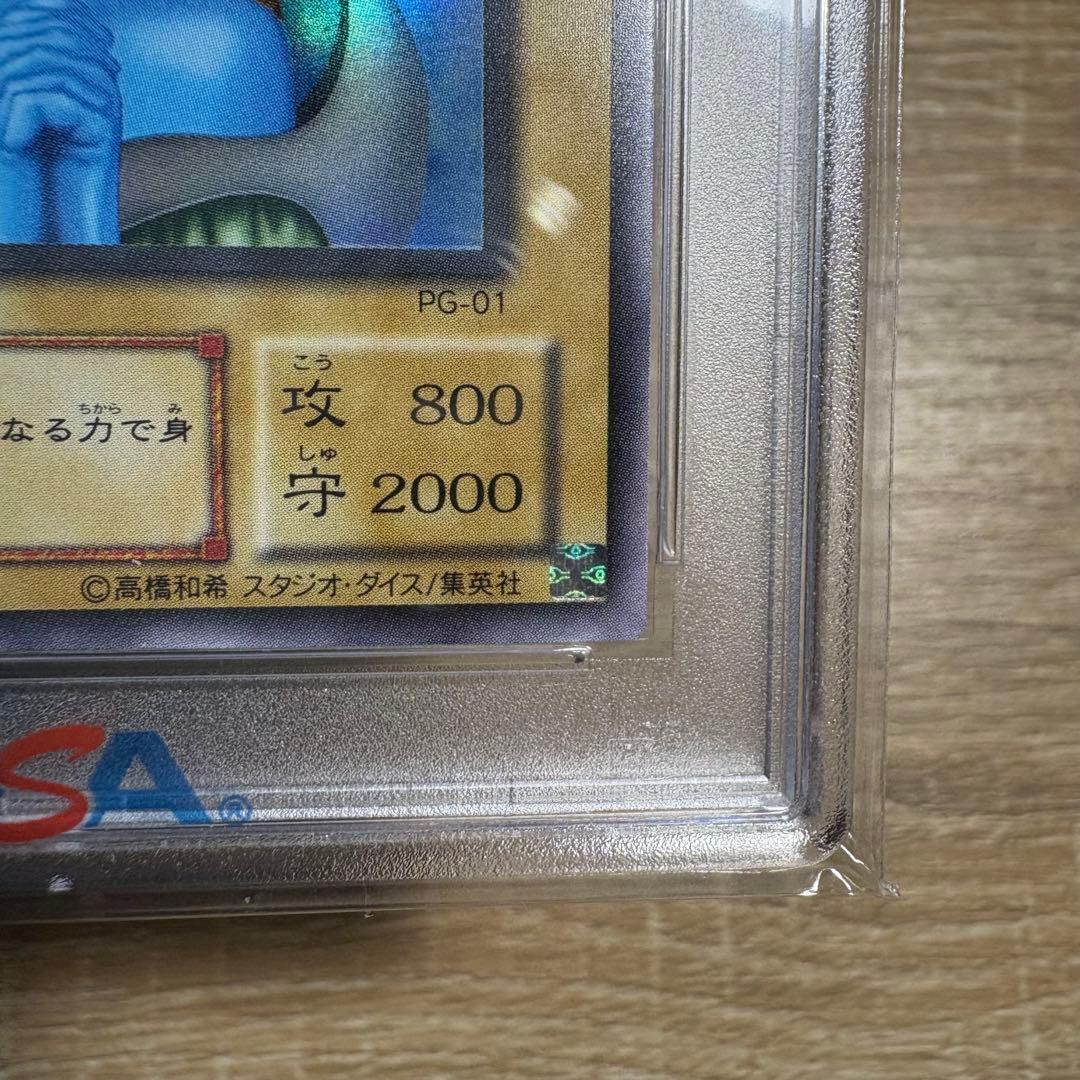 PG-01
こう
攻 800
ちから み
なる力で身
しゅ
守 2000
©高橋和希 スタジオ・ダイス/集英社
SA®